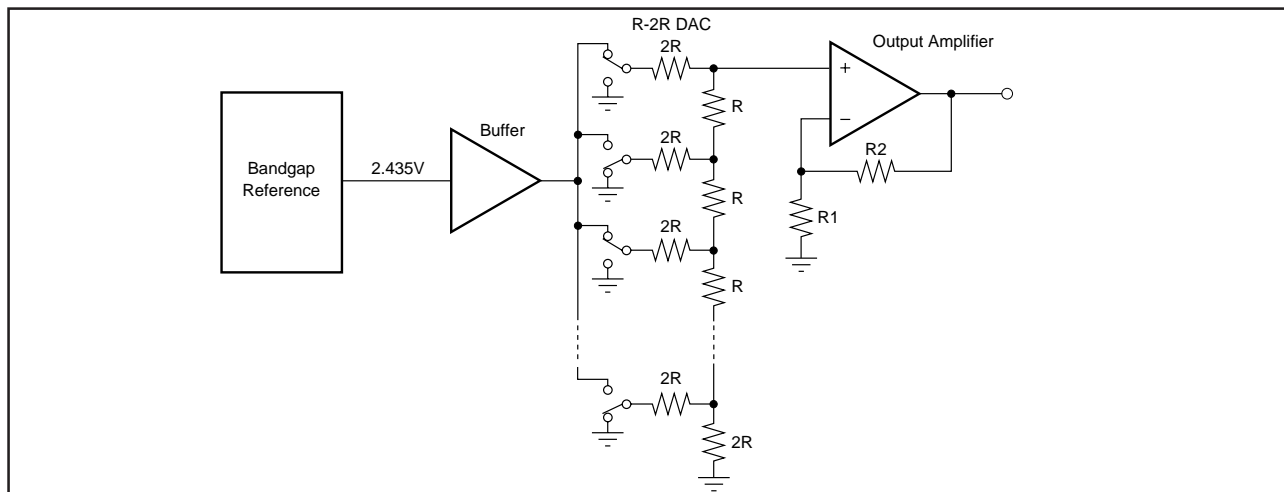 R-2R DAC
2R
Output Amplifier
+
R
−
Buffer
2R
R2
Bandgap
Reference
2.435V
R
R1
2R
R
2R
2R